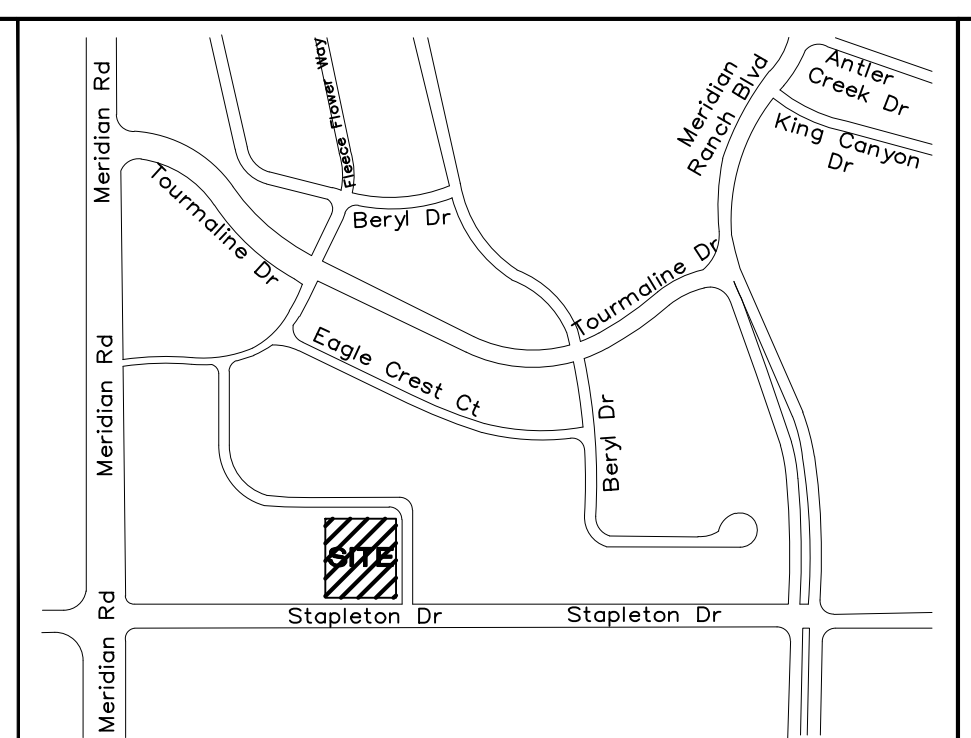 Meridian Rd
Fleece Flower Way
Meridian
Ranch Blvd
Antler
Creek Dr
King Canyon
Dr
Tourmaline Dr
Beryl Dr
Tourmaline Dr
Meridian Rd
Eagle Crest Ct
Beryl Dr
SITE
Meridian Rd
Stapleton Dr
Stapleton Dr
Meridian Rd